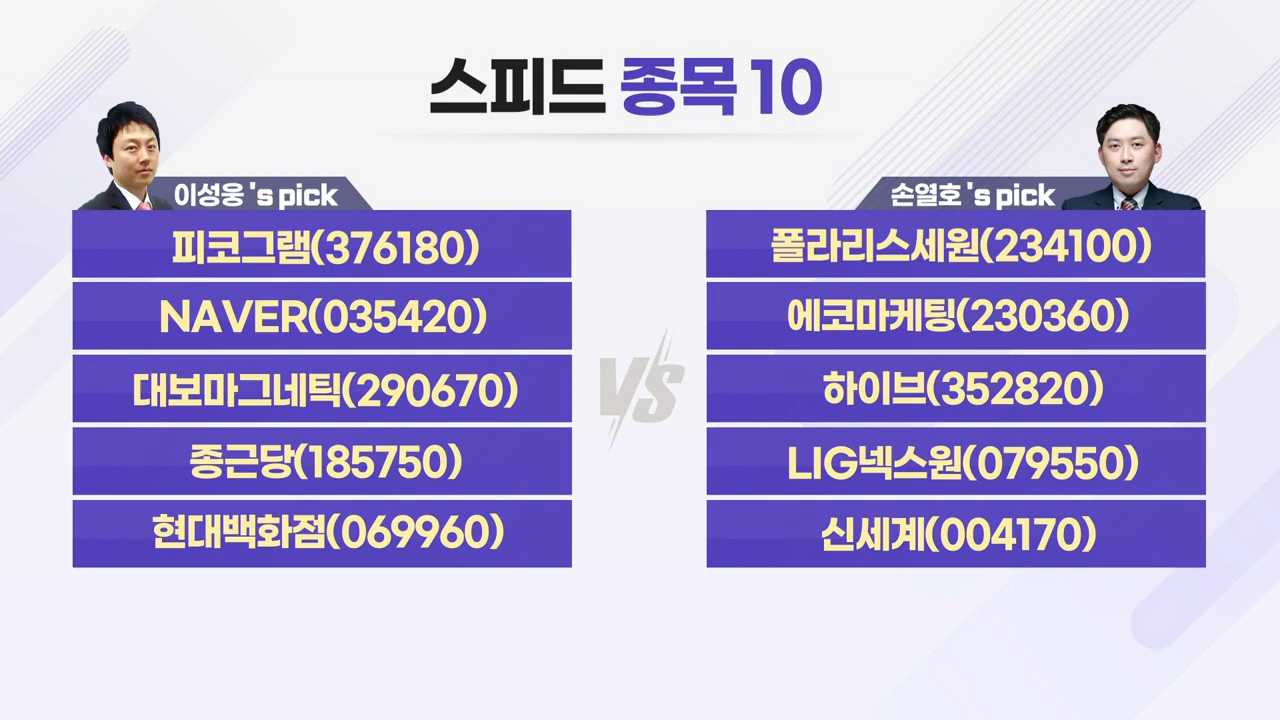 스피드 종목 10
이성웅 's pick
피코그램(376180)
NAVER(035420)
대보마그네틱(290670)
종근당(185750)
현대백화점(069960)
VS
손열호 's pick
폴라리스세원(234100)
에코마케팅(230360)
하이브(352820)
LIG넥스원(079550)
신세계(004170)